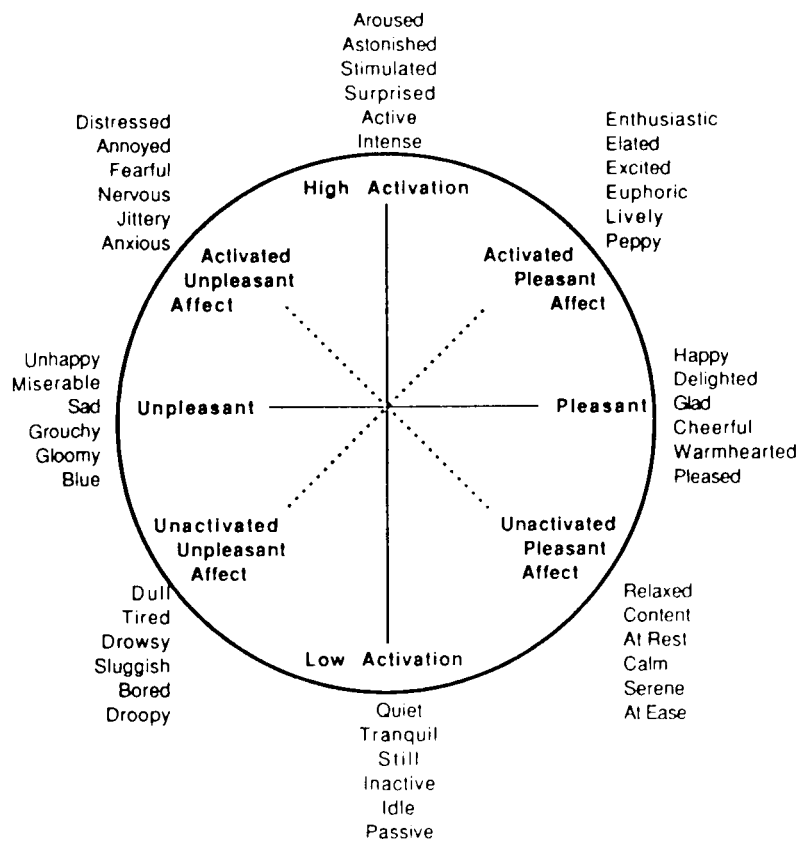 Aroused
Astonished
Stimulated
Surprised
Active
Intense
Distressed
Annoyed
Fearful
Nervous
Jittery
Anxious
Enthusiastic
Elated
Excited
Euphoric
Lively
Peppy
High Activation
Activated
Unpleasant
Affect
Activated
Pleasant
Affect
Unhappy
Miserable
Sad
Grouchy
Gloomy
Blue
Unpleasant
Pleasant
Happy
Delighted
Glad
Cheerful
Warmhearted
Pleased
Unactivated
Unpleasant
Affect
Unactivated
Pleasant
Affect
Dull
Tired
Drowsy
Sluggish
Bored
Droopy
Low Activation
Relaxed
Content
At Rest
Calm
Serene
At Ease
Quiet
Tranquil
Still
Inactive
Idle
Passive